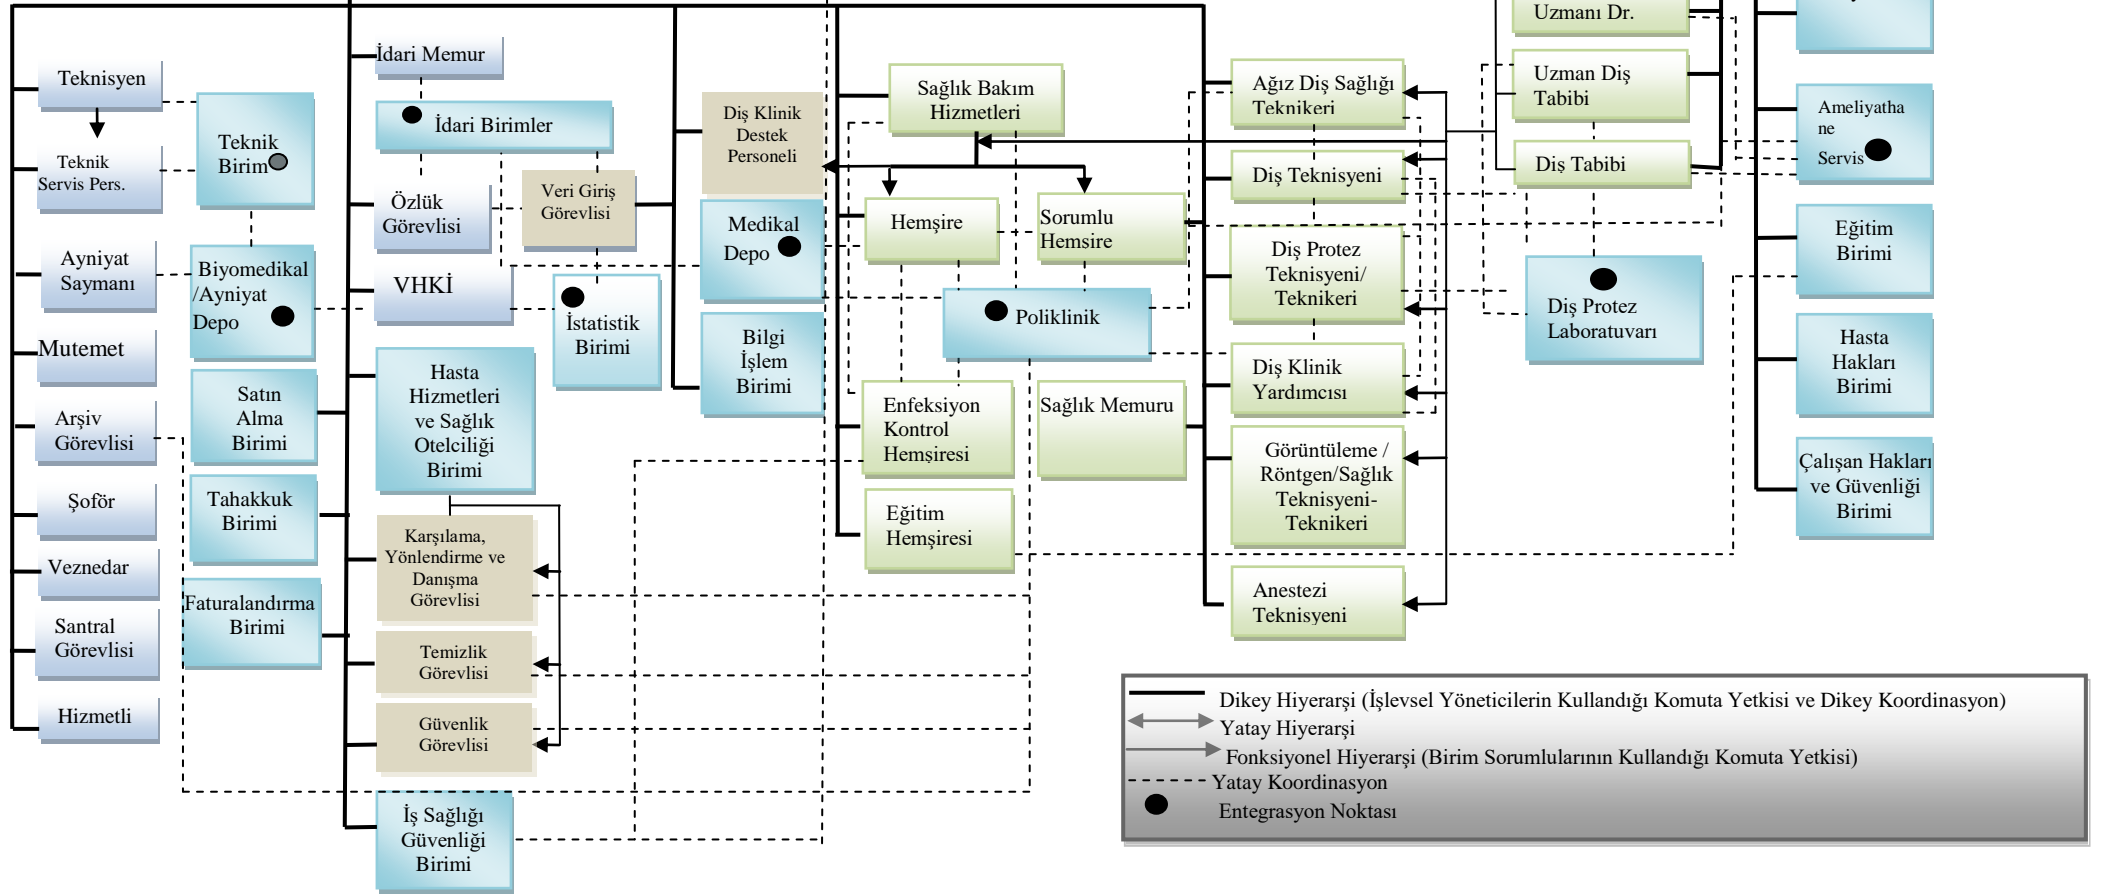 Teknisyen
Teknik
Servis Pers.
Ayniyat
Saymanı
Mutemet
Arşiv
Görevlisi
Şoför
Veznedar
Santral
Görevlisi
Hizmetli
Teknik
Birim
Biyomedikal
/Ayniyat
Depo
Satın
Alma
Birimi
Tahakkuk
Birimi
Faturalandırma
Birimi
İdari Memur
İdari Birimler
Özlük
Görevlisi
Veri Giriş
Görevlisi
VHKİ
İstatistik
Birimi
Hasta
Hizmetleri
ve Sağlık
Otelciliği
Birimi
Karşılama,
Yönlendirme ve
Danışma
Görevlisi
Temizlik
Görevlisi
Güvenlik
Görevlisi
İş Sağlığı
Güvenliği
Birimi
Diş Klinik
Destek
Personeli
Medikal
Depo
Bilgi
İşlem
Birimi
Sağlık Bakım
Hizmetleri
Hemşire
Sorumlu
Hemşire
Poliklinik
Enfeksiyon
Kontrol
Hemşiresi
Sağlık Memuru
Eğitim
Hemşiresi
Ağız Diş Sağlığı
Teknikeri
Diş Teknisyeni
Diş Protez
Teknisyeni/
Teknikeri
Diş Klinik
Yardımcısı
Görüntüleme /
Röntgen/Sağlık
Teknisyeni-
Teknikeri
Anestezi
Teknisyeni
Uzmanı Dr.
Uzman Diş
Tabibi
Diş Tabibi
Diş Protez
Laboratuvarı
Ameliyatha
ne
Servis
Eğitim
Birimi
Hasta
Hakları
Birimi
Çalışan Hakları
ve Güvenliği
Birimi
Dikey Hiyerarşi (İşlevsel Yöneticilerin Kullandığı Komuta Yetkisi ve Dikey Koordinasyon)
Yatay Hiyerarşi
Fonksiyonel Hiyerarşi (Birim Sorumlularının Kullandığı Komuta Yetkisi)
Yatay Koordinasyon
Entegrasyon Noktası